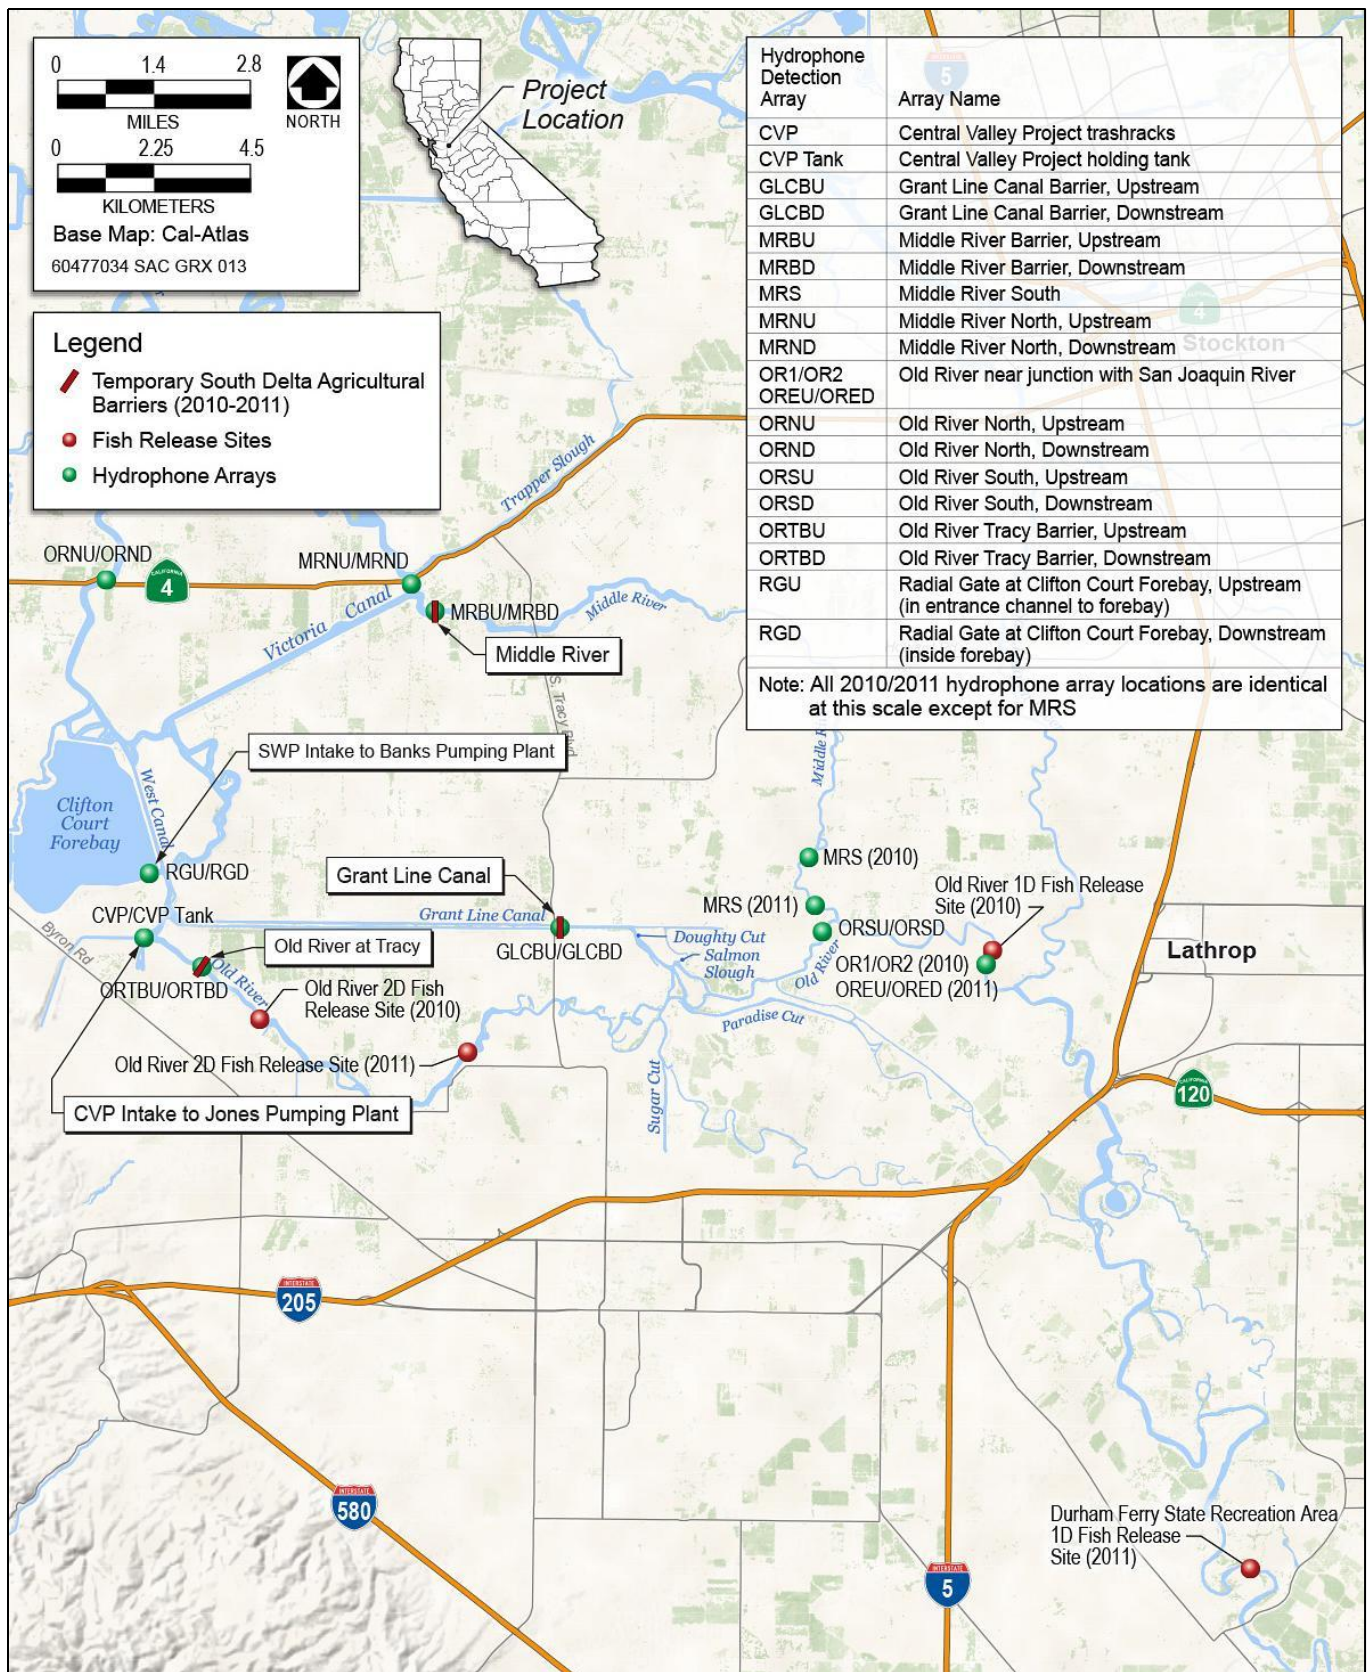 0 1.4 2.8
MILES
0 2.25 4.5
KILOMETERS
Base Map: Cal-Atlas
60477034 SAC GRX 013
NORTH
Project
Location
Legend
Temporary South Delta Agricultural
Barriers (2010-2011)
Fish Release Sites
Hydrophone Arrays
Hydrophone
Detection
Array Array Name
CVP Central Valley Project trashracks
CVP Tank Central Valley Project holding tank
GLCBU Grant Line Canal Barrier, Upstream
GLCBD Grant Line Canal Barrier, Downstream
MRBU Middle River Barrier, Upstream
MRBD Middle River Barrier, Downstream
MRS Middle River South
MRNU Middle River North, Upstream
MRND Middle River North, Downstream
OR1/OR2 Old River near junction with San Joaquin River
OREU/ORED
ORNU Old River North, Upstream
ORND Old River North, Downstream
ORSU Old River South, Upstream
ORSD Old River South, Downstream
ORTBU Old River Tracy Barrier, Upstream
ORTBD Old River Tracy Barrier, Downstream
RGU Radial Gate at Clifton Court Forebay, Upstream
(in entrance channel to forebay)
RGD Radial Gate at Clifton Court Forebay, Downstream
(inside forebay)
Note: All 2010/2011 hydrophone array locations are identical
at this scale except for MRS
5
4
Stockton
Trapper Slough
ORNU/ORND
CALIFORNIA
4
MRNU/MRND
Victoria Canal
MRBU/MRBD
Middle River
Middle River
S. Tracy Blvd
SWP Intake to Banks Pumping Plant
West Canal
Clifton
Court
Forebay
RGU/RGD
Middle R
MRS (2010)
Grant Line Canal
MRS (2011)
Old River 1D Fish Release
Site (2010)
CVP/CVP Tank
Grant Line Canal
ORSU/ORSD
Byron Rd
Old River at Tracy
GLCBU/GLCBD
Doughty Cut
Salmon
Slough
Old River
OR1/OR2 (2010)
OREU/ORED (2011)
Lathrop
ORTBU/ORTBD
Old River
Old River 2D Fish
Release Site (2010)
Paradise Cut
Old River 2D Fish Release Site (2011)
Sugar Cut
CVP Intake to Jones Pumping Plant
CALIFORNIA
120
INTERSTATE
205
INTERSTATE
580
Durham Ferry State Recreation Area
1D Fish Release
Site (2011)
INTERSTATE
5